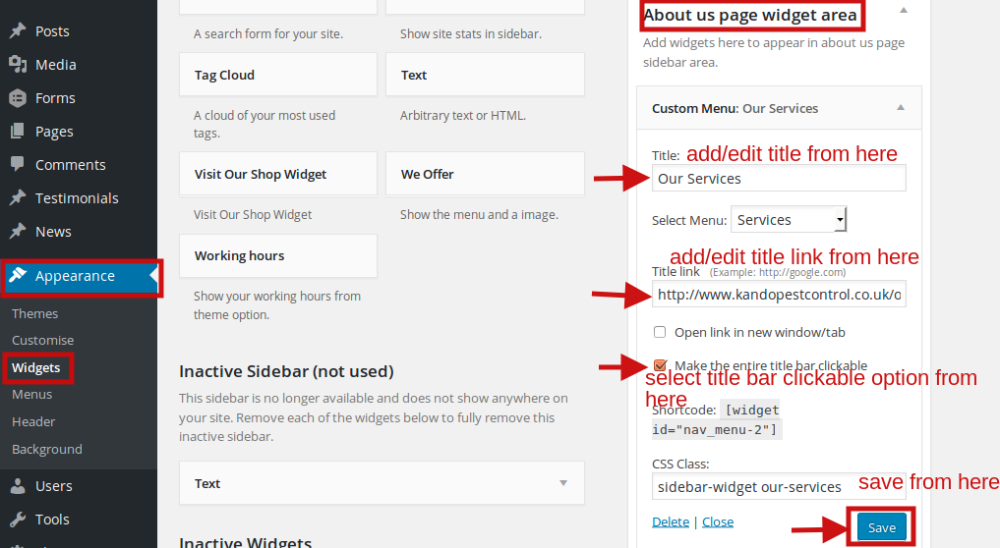 Posts
Media
Forms
Pages
Comments
Testimonials
News
Appearance
Themes
Customise
Widgets
Menus
Header
Background
Users
Tools
A search form for your site.
Show site stats in sidebar.
Tag Cloud
Text
A cloud of your most used
tags.
Arbitrary text or HTML.
Visit Our Shop Widget
We Offer
Visit Our Shop Widget
Show the menu and a image.
Working hours
Show your working hours from
theme option.
Inactive Sidebar (not used)
This sidebar is no longer available and does not show anywhere on
your site. Remove each of the widgets below to fully remove this
inactive sidebar.
Text
Inactive Widgets
About us page widget area
Add widgets here to appear in about us page
sidebar area.
Custom Menu: Our Services
Title: add/edit title from here
Our Services
Select Menu: Services
add/edit title link from here
Title link (Example: http://google.com)
http://www.kandopestcontrol.co.uk/o
Open link in new window/tab
Make the entire title bar clickable
select title bar clickable option from
here
Shortcode: [widget
id="nav_menu-2"]
CSS Class:
sidebar-widget our-services
save from here
Delete | Close
Save